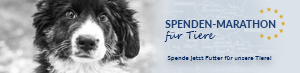 SPENDEN-MARATHON
für Tiere
Spende jetzt Futter für unsere Tiere!